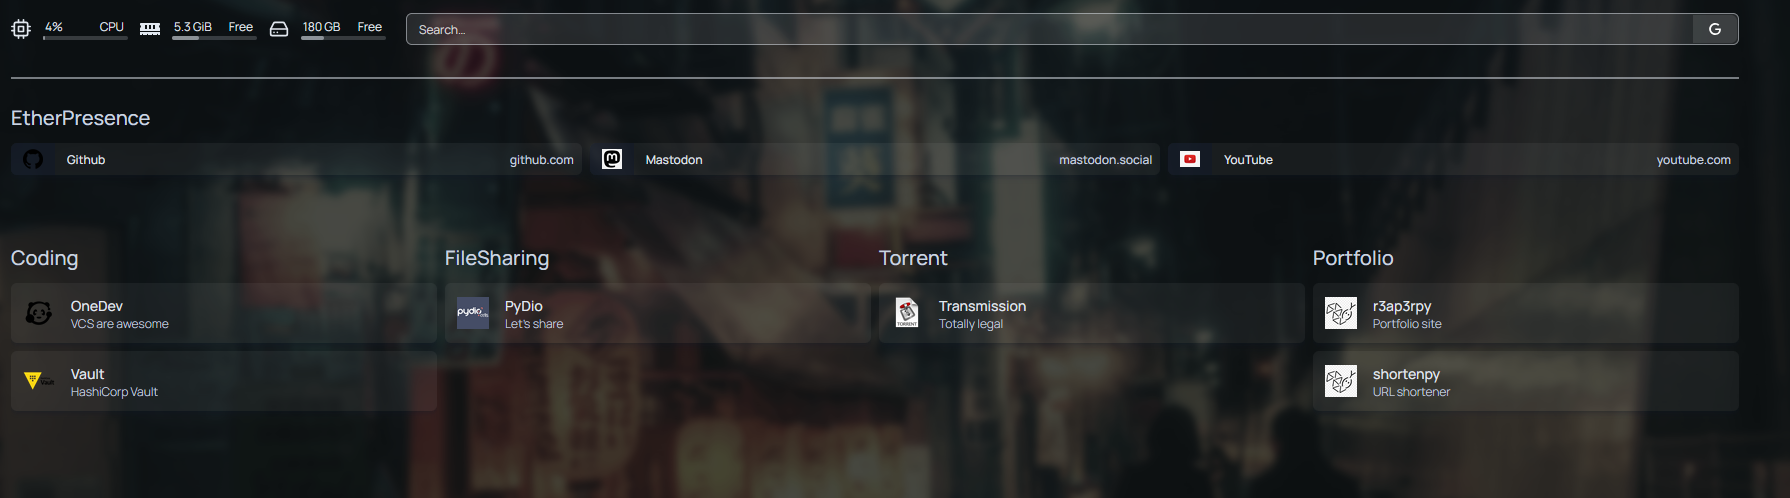 4% CPU 5.3 GiB Free 180 GB Free Search... G
EtherPresence
Github github.com Mastodon mastodon.social YouTube youtube.com
Coding FileSharing Torrent Portfolio
OneDev
VCS are awesome
pydio
PyDio
Let's share
TORRENT
Transmission
Totally legal
r3ap3rpy
Portfolio site
Vault
HashiCorp Vault
shortenpy
URL shortener